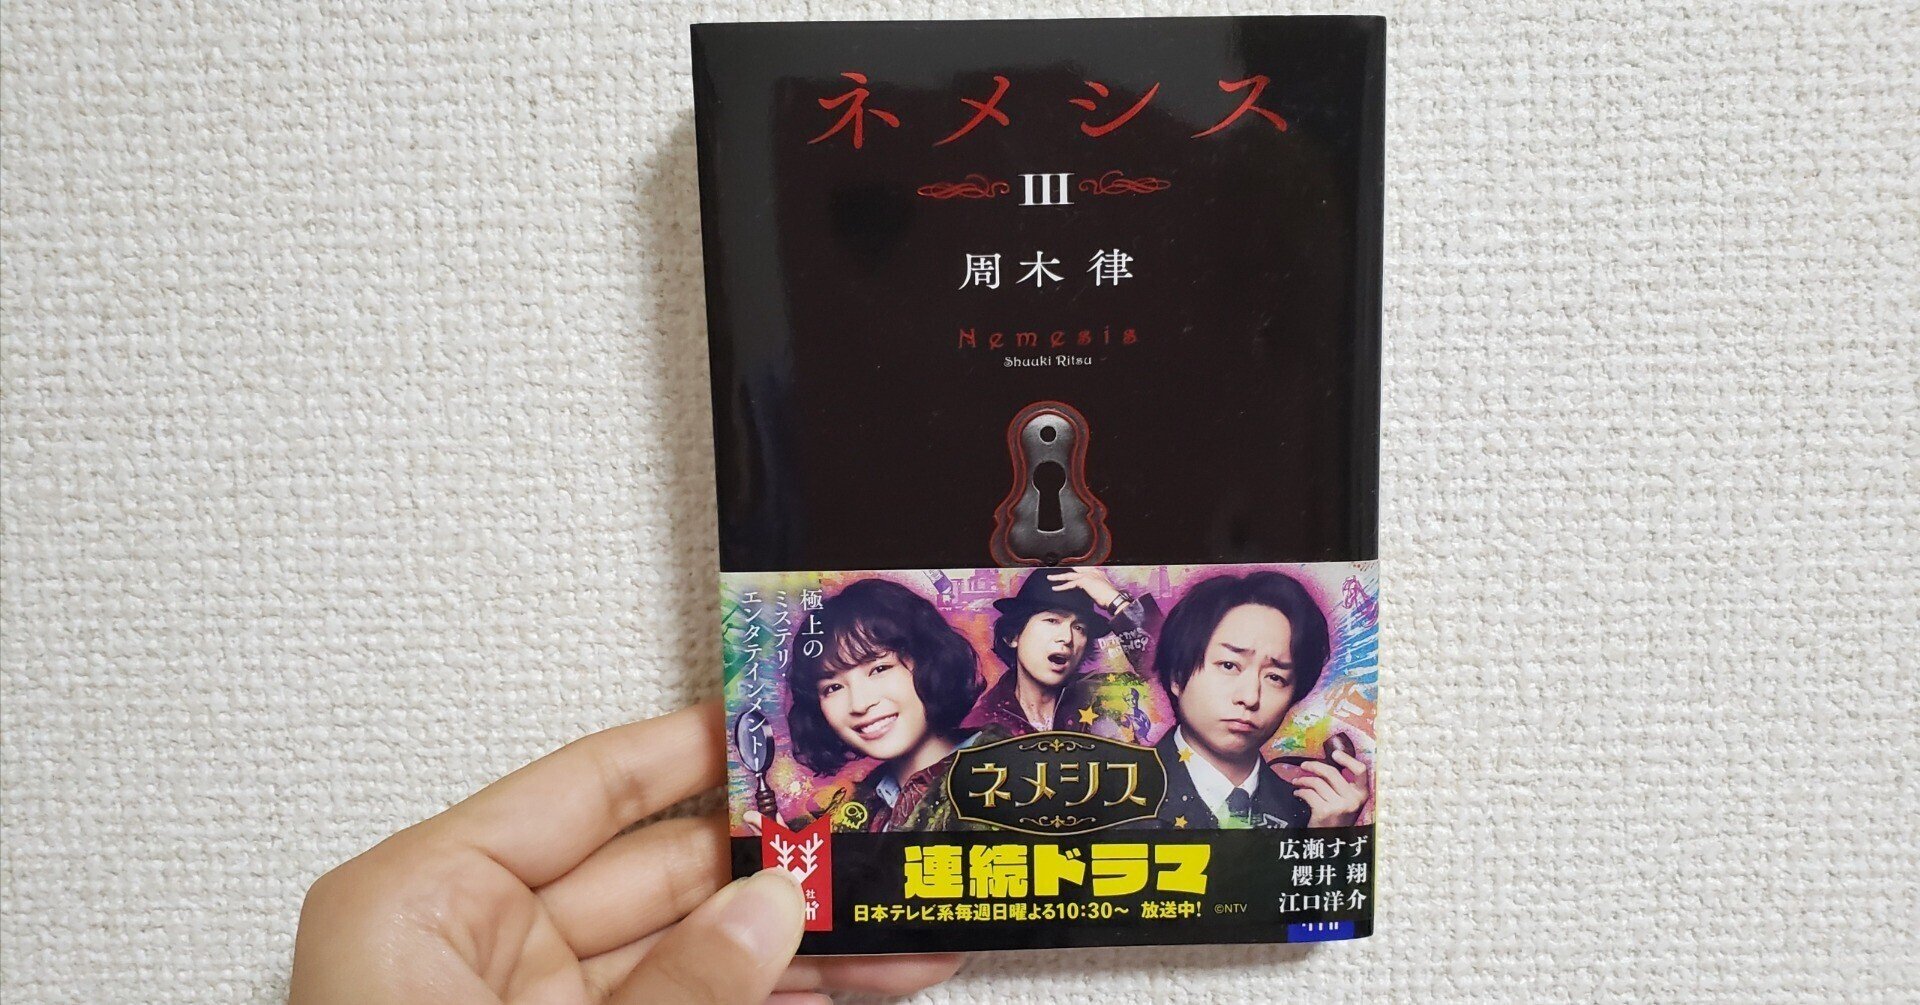 ネメシス
III
周木 律
Nemesis
Shuuki Ritsu
極上の
ミステリ・
エンタテインメント!
DETECTIVE
AGENCY
ネメシス
連続ドラマ
日本テレビ系毎週日曜よる10:30～ 放送中! ©NTV
広瀬すず
櫻井 翔
江口洋介
社